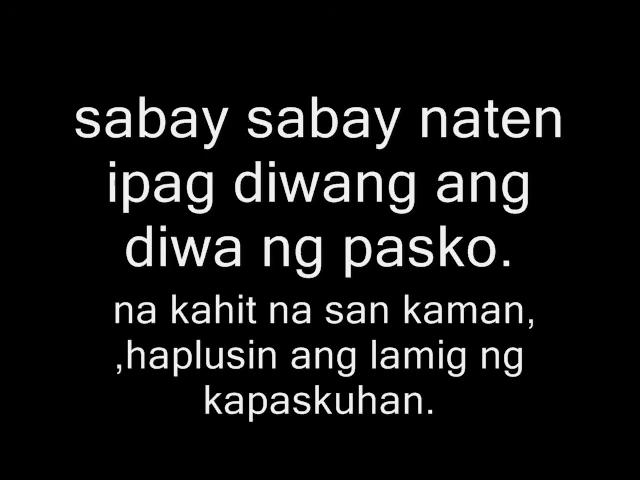 sabay sabay naten
ipag diwang ang
diwa ng pasko.
na kahit na san kaman,
,haplusin ang lamig ng
kapaskuhan.